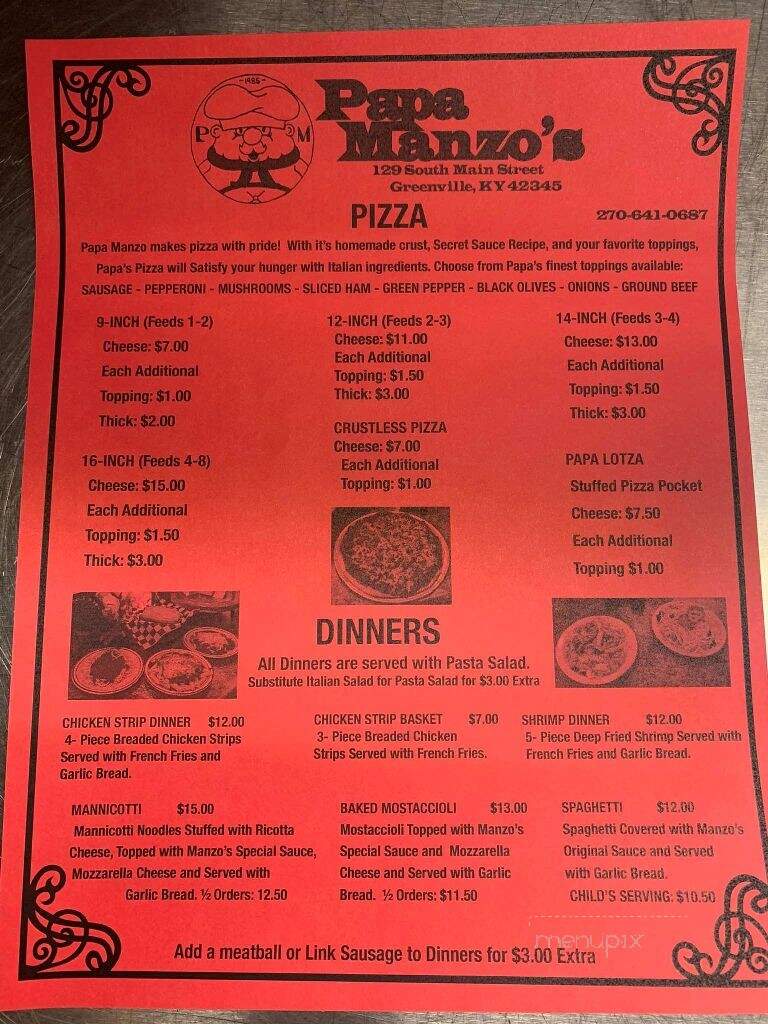 -1985-
P M
Papa
Manzo's
129 South Main Street
Greenville, KY 42345
PIZZA
270-641-0687
Papa Manzo makes pizza with pride! With it's homemade crust, Secret Sauce Recipe, and your favorite toppings,
Papa's Pizza will Satisfy your hunger with Italian ingredients. Choose from Papa's finest toppings available:
SAUSAGE - PEPPERONI - MUSHROOMS - SLICED HAM - GREEN PEPPER - BLACK OLIVES - ONIONS - GROUND BEEF
9-INCH (Feeds 1-2)
Cheese: $7.00
Each Additional
Topping: $1.00
Thick: $2.00
12-INCH (Feeds 2-3)
Cheese: $11.00
Each Additional
Topping: $1.50
Thick: $3.00
14-INCH (Feeds 3-4)
Cheese: $13.00
Each Additional
Topping: $1.50
Thick: $3.00
16-INCH (Feeds 4-8)
Cheese: $15.00
Each Additional
Topping: $1.50
Thick: $3.00
CRUSTLESS PIZZA
Cheese: $7.00
Each Additional
Topping: $1.00
PAPA LOTZA
Stuffed Pizza Pocket
Cheese: $7.50
Each Additional
Topping $1.00
DINNERS
All Dinners are served with Pasta Salad.
Substitute Italian Salad for Pasta Salad for $3.00 Extra
CHICKEN STRIP DINNER $12.00
4- Piece Breaded Chicken Strips
Served with French Fries and
Garlic Bread.
CHICKEN STRIP BASKET $7.00
3- Piece Breaded Chicken
Strips Served with French Fries.
SHRIMP DINNER $12.00
5- Piece Deep Fried Shrimp Served with
French Fries and Garlic Bread.
MANNICOTTI $15.00
Mannicotti Noodles Stuffed with Ricotta
Cheese, Topped with Manzo's Special Sauce,
Mozzarella Cheese and Served with
Garlic Bread. ½ Orders: 12.50
BAKED MOSTACCIOLI $13.00
Mostaccioli Topped with Manzo's
Special Sauce and Mozzarella
Cheese and Served with Garlic
Bread. ½ Orders: $11.50
SPAGHETTI $12.00
Spaghetti Covered with Manzo's
Original Sauce and Served
with Garlic Bread.
CHILD'S SERVING: $10.50
menupix
Add a meatball or Link Sausage to Dinners for $3.00 Extra